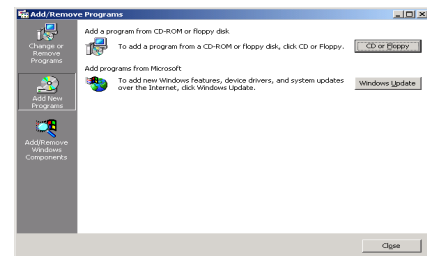 Add/Remove Programs
Change or
Remove
Programs
Add New
Programs
Add/Remove
Windows
Components
Add a program from CD-ROM or floppy disk
To add a program from a CD-ROM or floppy disk, click CD or Floppy.
CD or Floppy
Add programs from Microsoft
To add new Windows features, device drivers, and system updates
over the Internet, click Windows Update.
Windows Update
Close